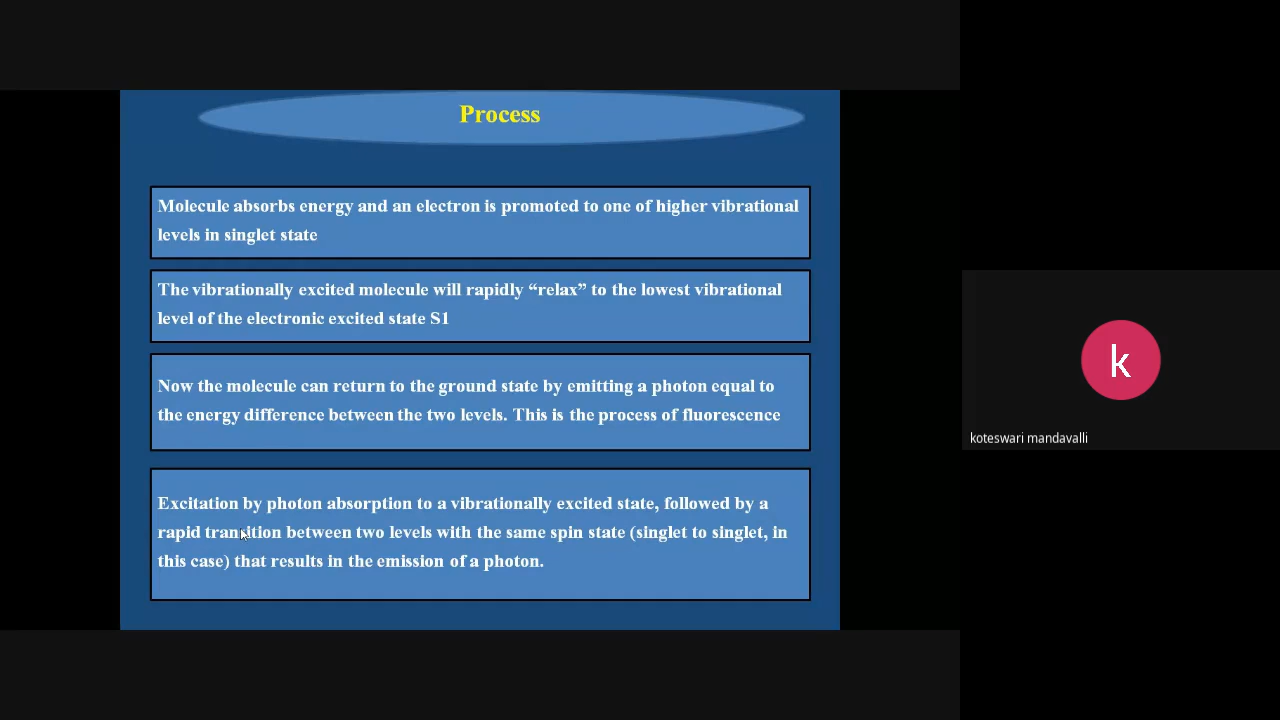 Process
Molecule absorbs energy and an electron is promoted to one of higher vibrational
levels in singlet state
The vibrationally excited molecule will rapidly “relax” to the lowest vibrational
level of the electronic excited state S1
Now the molecule can return to the ground state by emitting a photon equal to
the energy difference between the two levels. This is the process of fluorescence
Excitation by photon absorption to a vibrationally excited state, followed by a
rapid transition between two levels with the same spin state (singlet to singlet, in
this case) that results in the emission of a photon.
k
koteswari mandavalli